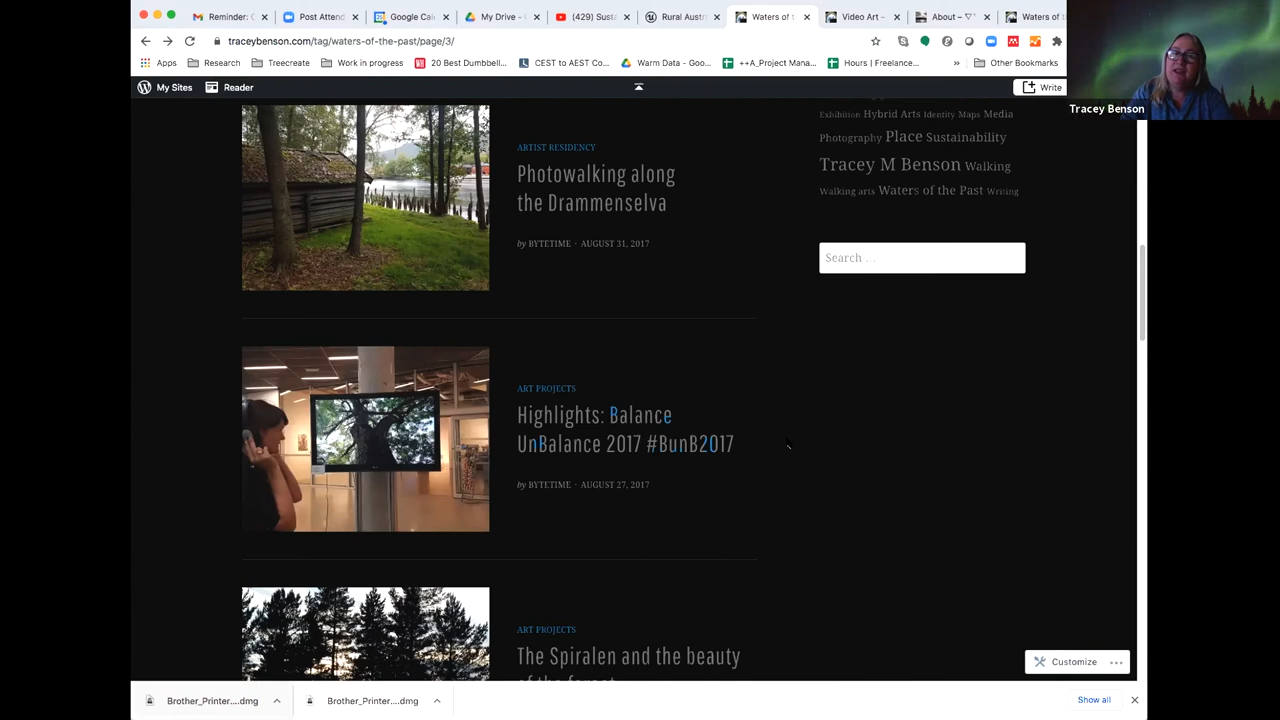 Reminder: C
Post Attend
Google Cal
My Drive - G
(429) Susta
Rural Austr
Waters of t
Video Art –
About – ▽
Waters of
traceybenson.com/tag/waters-of-the-past/page/3/
Apps
Research
Treecreate
Work in progress
20 Best Dumbbell...
CEST to AEST Co...
Warm Data - Goo...
++A_Project Mana...
Hours | Freelance...
»
Other Bookmarks
My Sites
Reader
Write
Tracey Benson
Exhibition Hybrid Arts Identity Maps Media
Photography Place Sustainability
Tracey M Benson Walking
Walking arts Waters of the Past Writing
Search …
ARTIST RESIDENCY
Photowalking along
the Drammenselva
by BYTETIME · AUGUST 31, 2017
ART PROJECTS
Highlights: Balance
UnBalance 2017 #BunB2017
by BYTETIME · AUGUST 27, 2017
ART PROJECTS
The Spiralen and the beauty
of the forest
Customize
Brother_Printer....dmg
Brother_Printer....dmg
Show all